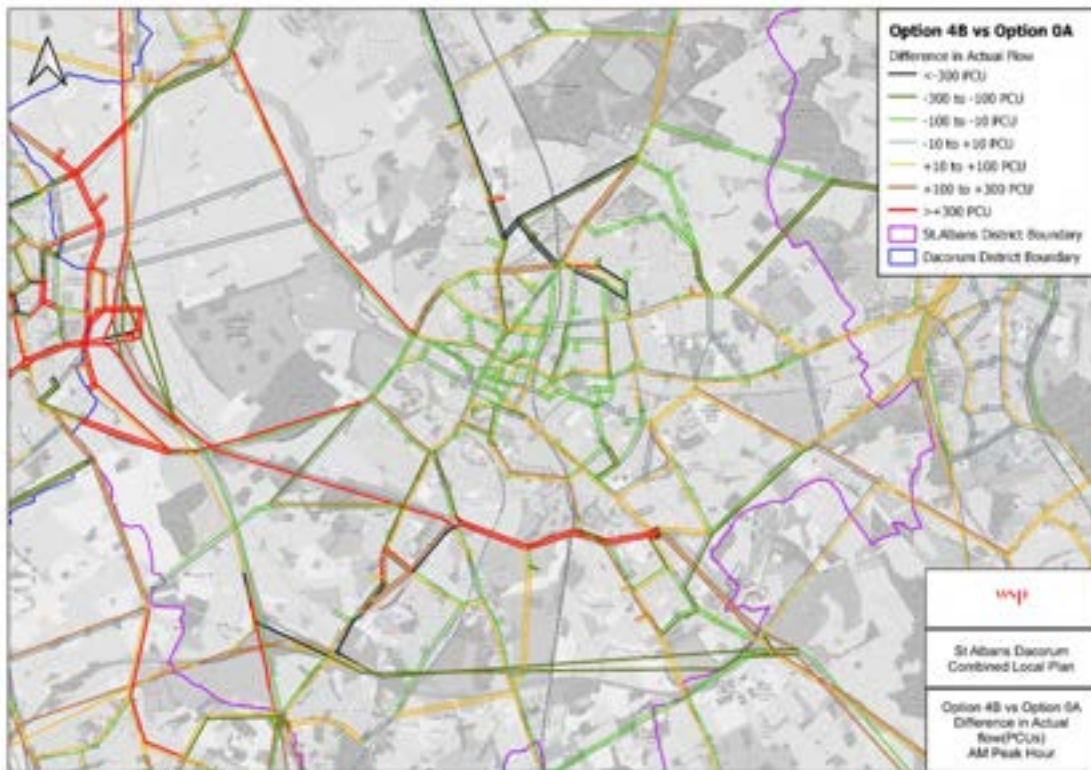 Option 4B vs Option 0A
Difference in Actual Flow
<-300 PCU
-300 to -100 PCU
-100 to -10 PCU
-10 to +10 PCU
+10 to +100 PCU
+100 to +300 PCU
>+300 PCU
St.Albans District Boundary
Dacorum District Boundary
wsp
St Albans Dacorum
Combined Local Plan
Option 4B vs Option 0A
Difference in Actual
flow(PCUs)
AM Peak Hour